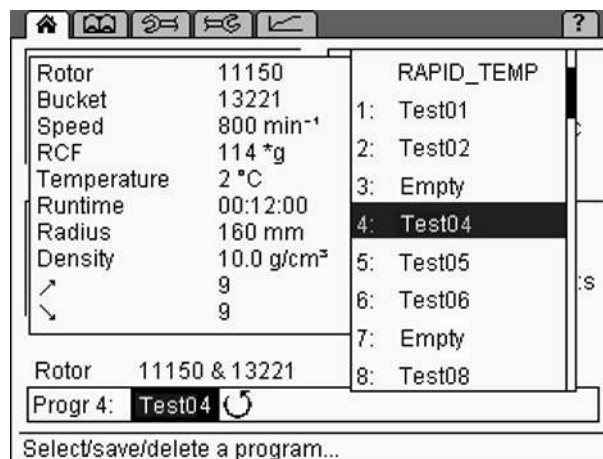 ?
Rotor 11150
Bucket 13221
Speed 800 min⁻¹
RCF 114 *g
Temperature 2 °C
Runtime 00:12:00
Radius 160 mm
Density 10.0 g/cm³
↗ 9
↘ 9
RAPID_TEMP
1: Test01
2: Test02
3: Empty
4: Test04
5: Test05
6: Test06
7: Empty
8: Test08
:s
Rotor 11150 & 13221
Progr 4: Test04
Select/save/delete a program...